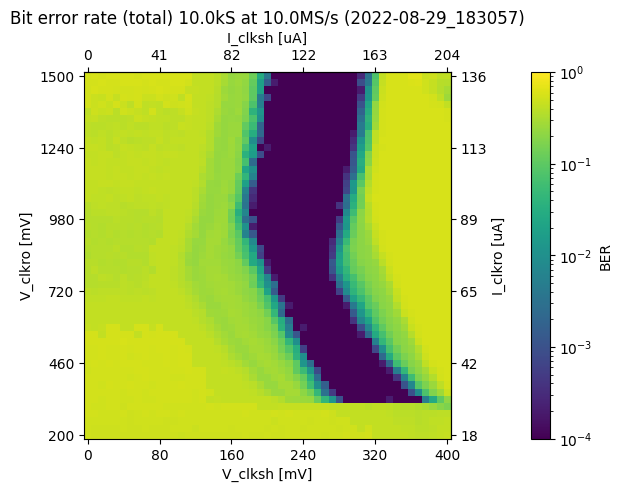 Bit error rate (total) 10.0kS at 10.0MS/s (2022-08-29_183057)
I_clksh [uA]
0 41 82 122 163 204
1500 1240 980 720 460 200
V_clkro [mV]
136 113 89 65 42 18
I_clkro [uA]
0 80 160 240 320 400
V_clksh [mV]
10^0
10^-1
10^-2
10^-3
10^-4
BER